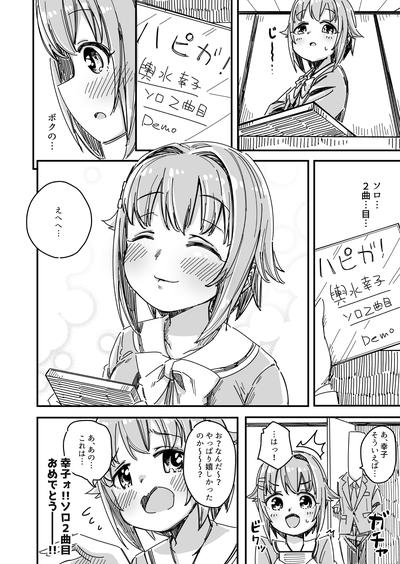 で…っ
ハピガ!
輿水幸子
ソロ2曲目
Demo
ボクの…
ソロ…
2曲…目…
ハピガ!
輿水幸子
ソロ2曲目
Demo
えへへ…
あ、幸子
そういえば…
ガチャ
…はっ!
ビクッ
お?なんだ~?
やっぱり嬉しかった
のか~~~?
あ、あの
これは…
幸子ォ!!ソロ2曲目
おめでとう――!!